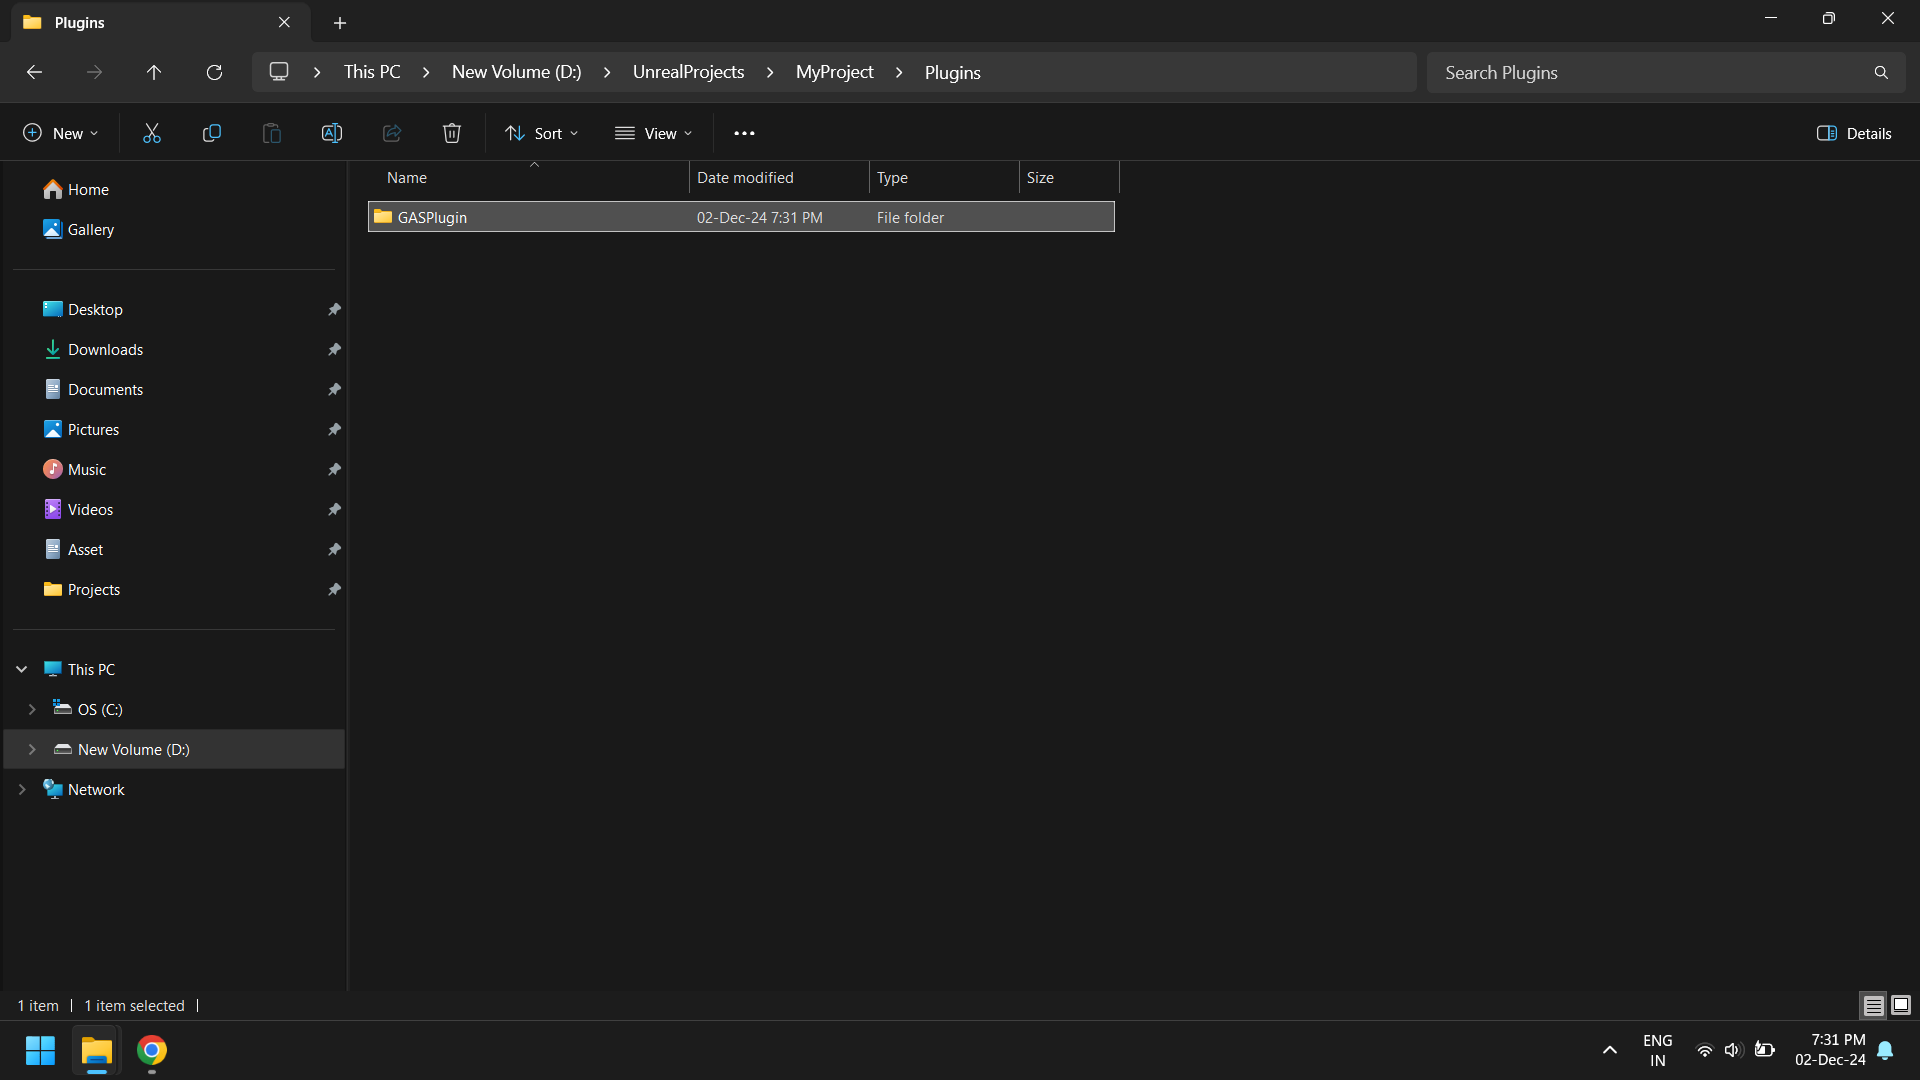 Plugins
This PC
New Volume (D:)
UnrealProjects
MyProject
Plugins
Search Plugins
New
Sort
View
Details
Name
Date modified
Type
Size
GASPlugin
02-Dec-24 7:31 PM
File folder
Home
Gallery
Desktop
Downloads
Documents
Pictures
Music
Videos
Asset
Projects
This PC
OS (C:)
New Volume (D:)
Network
1 item
1 item selected
ENG
IN
7:31 PM
02-Dec-24